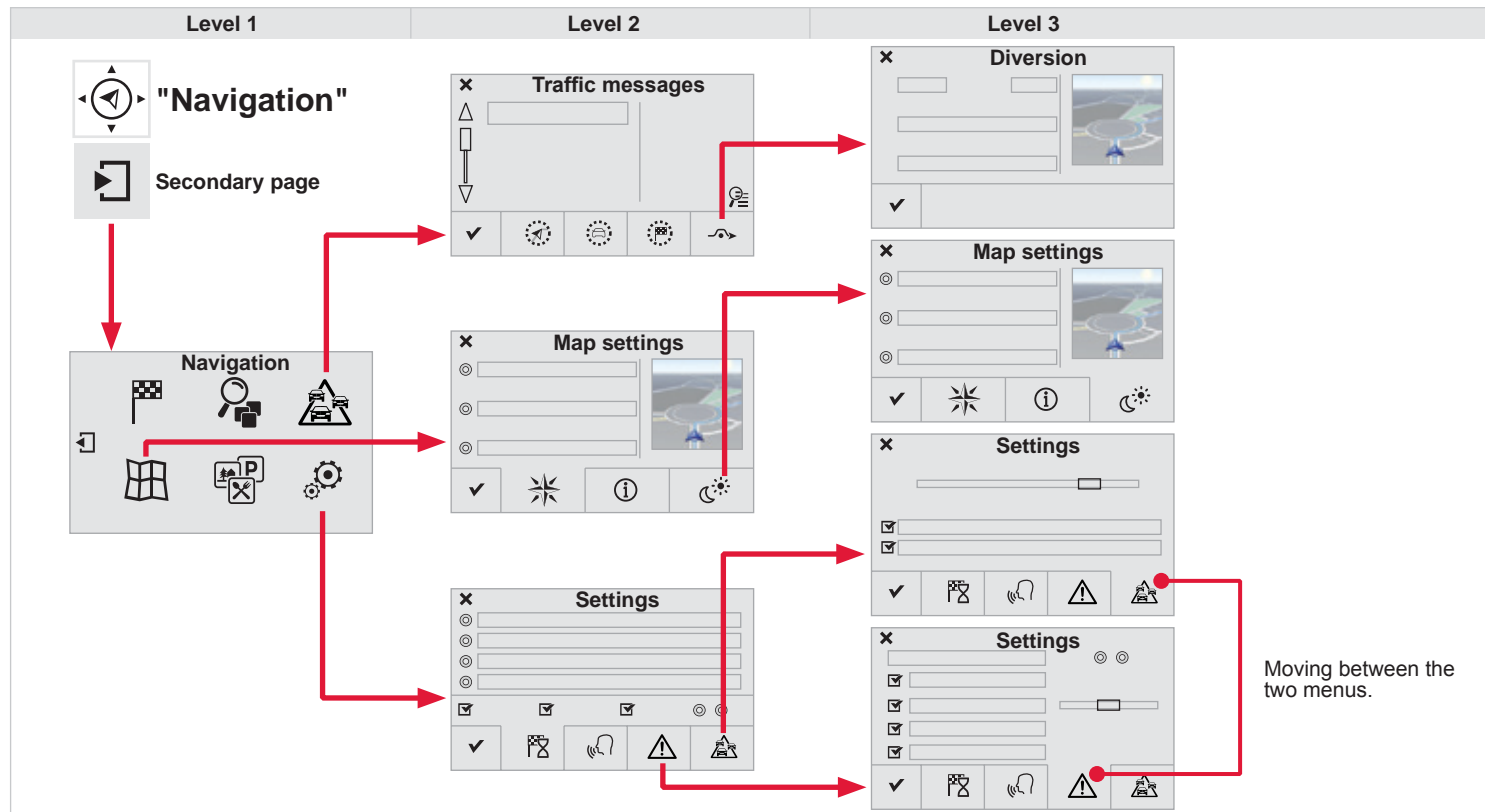 Level 1
Level 2
Level 3
"Navigation"
Secondary page
Navigation
P
Traffic messages
Map settings
i
Settings
Diversion
Map settings
i
Settings
Settings
Moving between the
two menus.